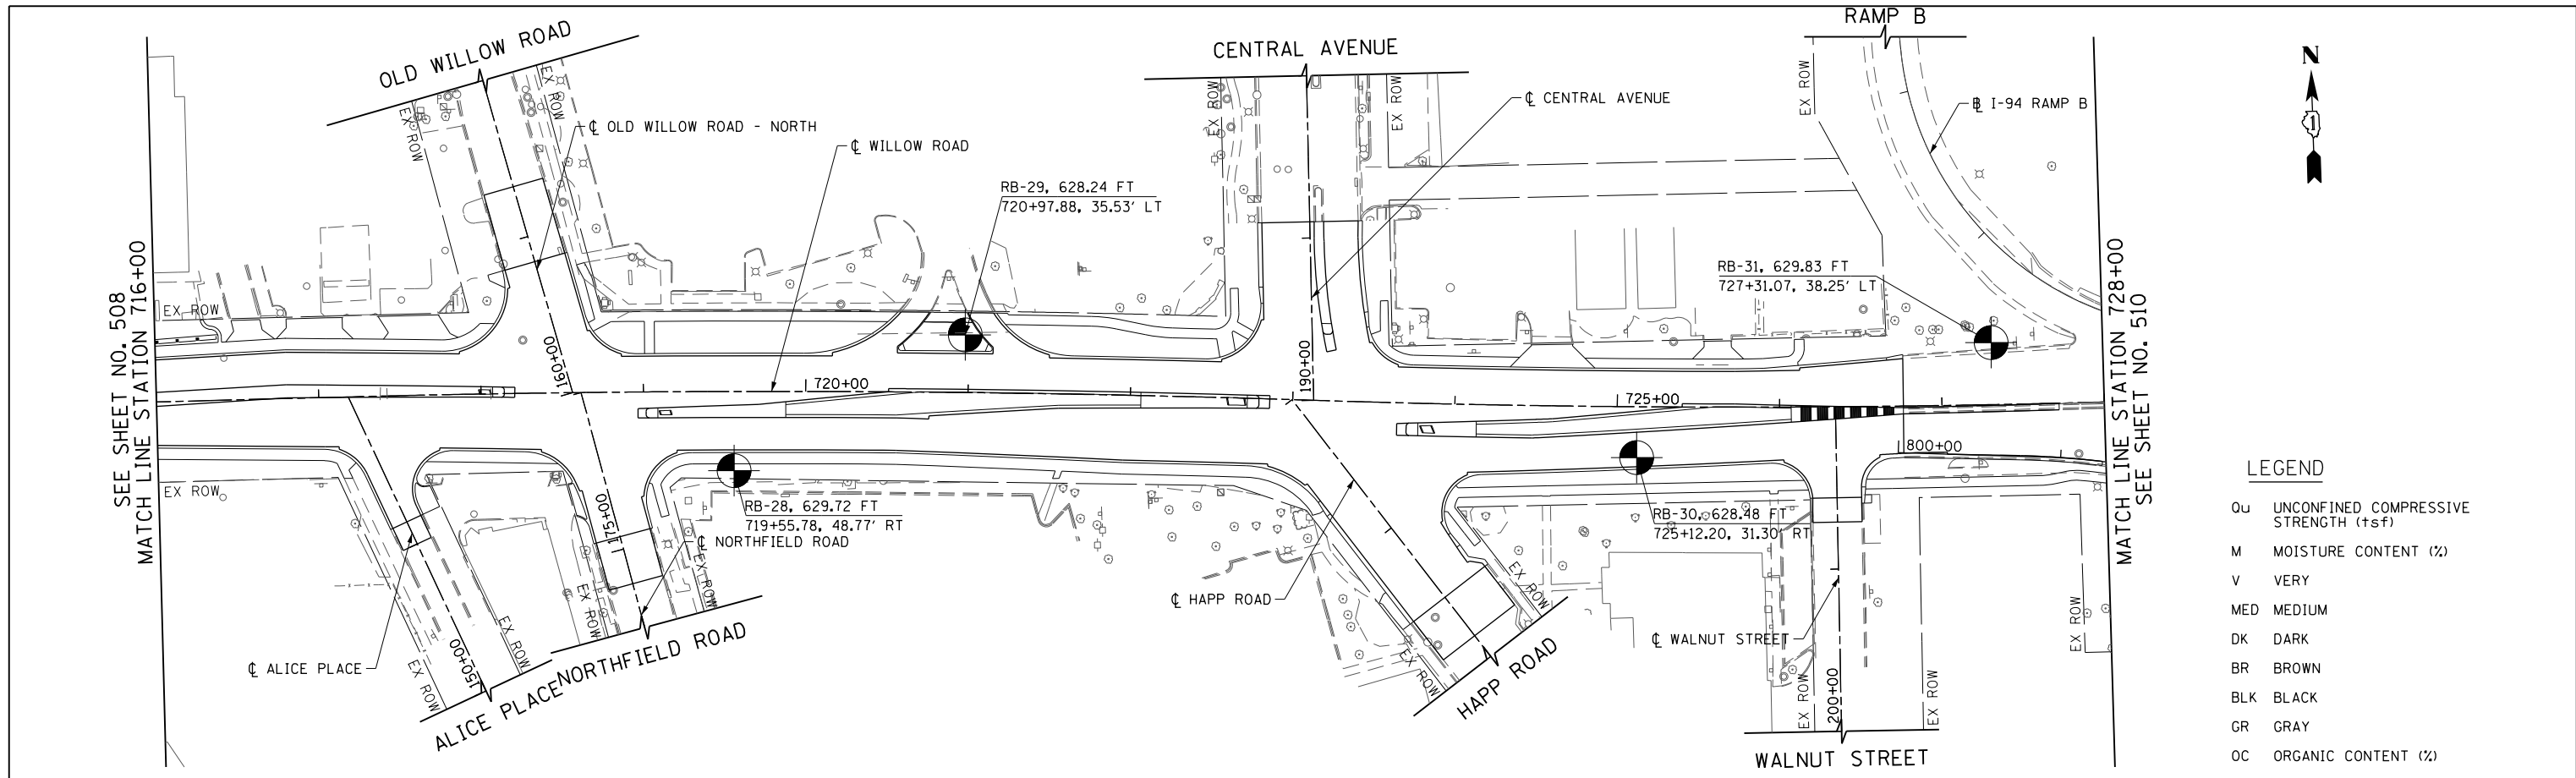 RAMP B
OLD WILLOW ROAD
CENTRAL AVENUE
N
1
EX ROW
EX ROW
EX ROW
EX ROW
EX ROW
℄ CENTRAL AVENUE
℄ I-94 RAMP B
℄ OLD WILLOW ROAD - NORTH
℄ WILLOW ROAD
RB-29, 628.24 FT
720+97.88, 35.53' LT
RB-31, 629.83 FT
727+31.07, 38.25' LT
SEE SHEET NO. 508
MATCH LINE STATION 716+00
EX ROW
160+00
720+00
190+00
725+00
800+00
MATCH LINE STATION 728+00
SEE SHEET NO. 510
EX ROW
175+00
RB-28, 629.72 FT
719+55.78, 48.77' RT
℄ NORTHFIELD ROAD
RB-30, 628.48 FT
725+12.20, 31.30' RT
EX ROW
EX ROW
EX ROW
EX ROW
EX ROW
EX ROW
EX ROW
EX ROW
EX ROW
℄ HAPP ROAD
℄ WALNUT STREET
℄ ALICE PLACE
150+00
200+00
ALICE PLACE
NORTHFIELD ROAD
HAPP ROAD
WALNUT STREET
LEGEND
Qu UNCONFINED COMPRESSIVE
STRENGTH (tsf)
M MOISTURE CONTENT (%)
V VERY
MED MEDIUM
DK DARK
BR BROWN
BLK BLACK
GR GRAY
OC ORGANIC CONTENT (%)